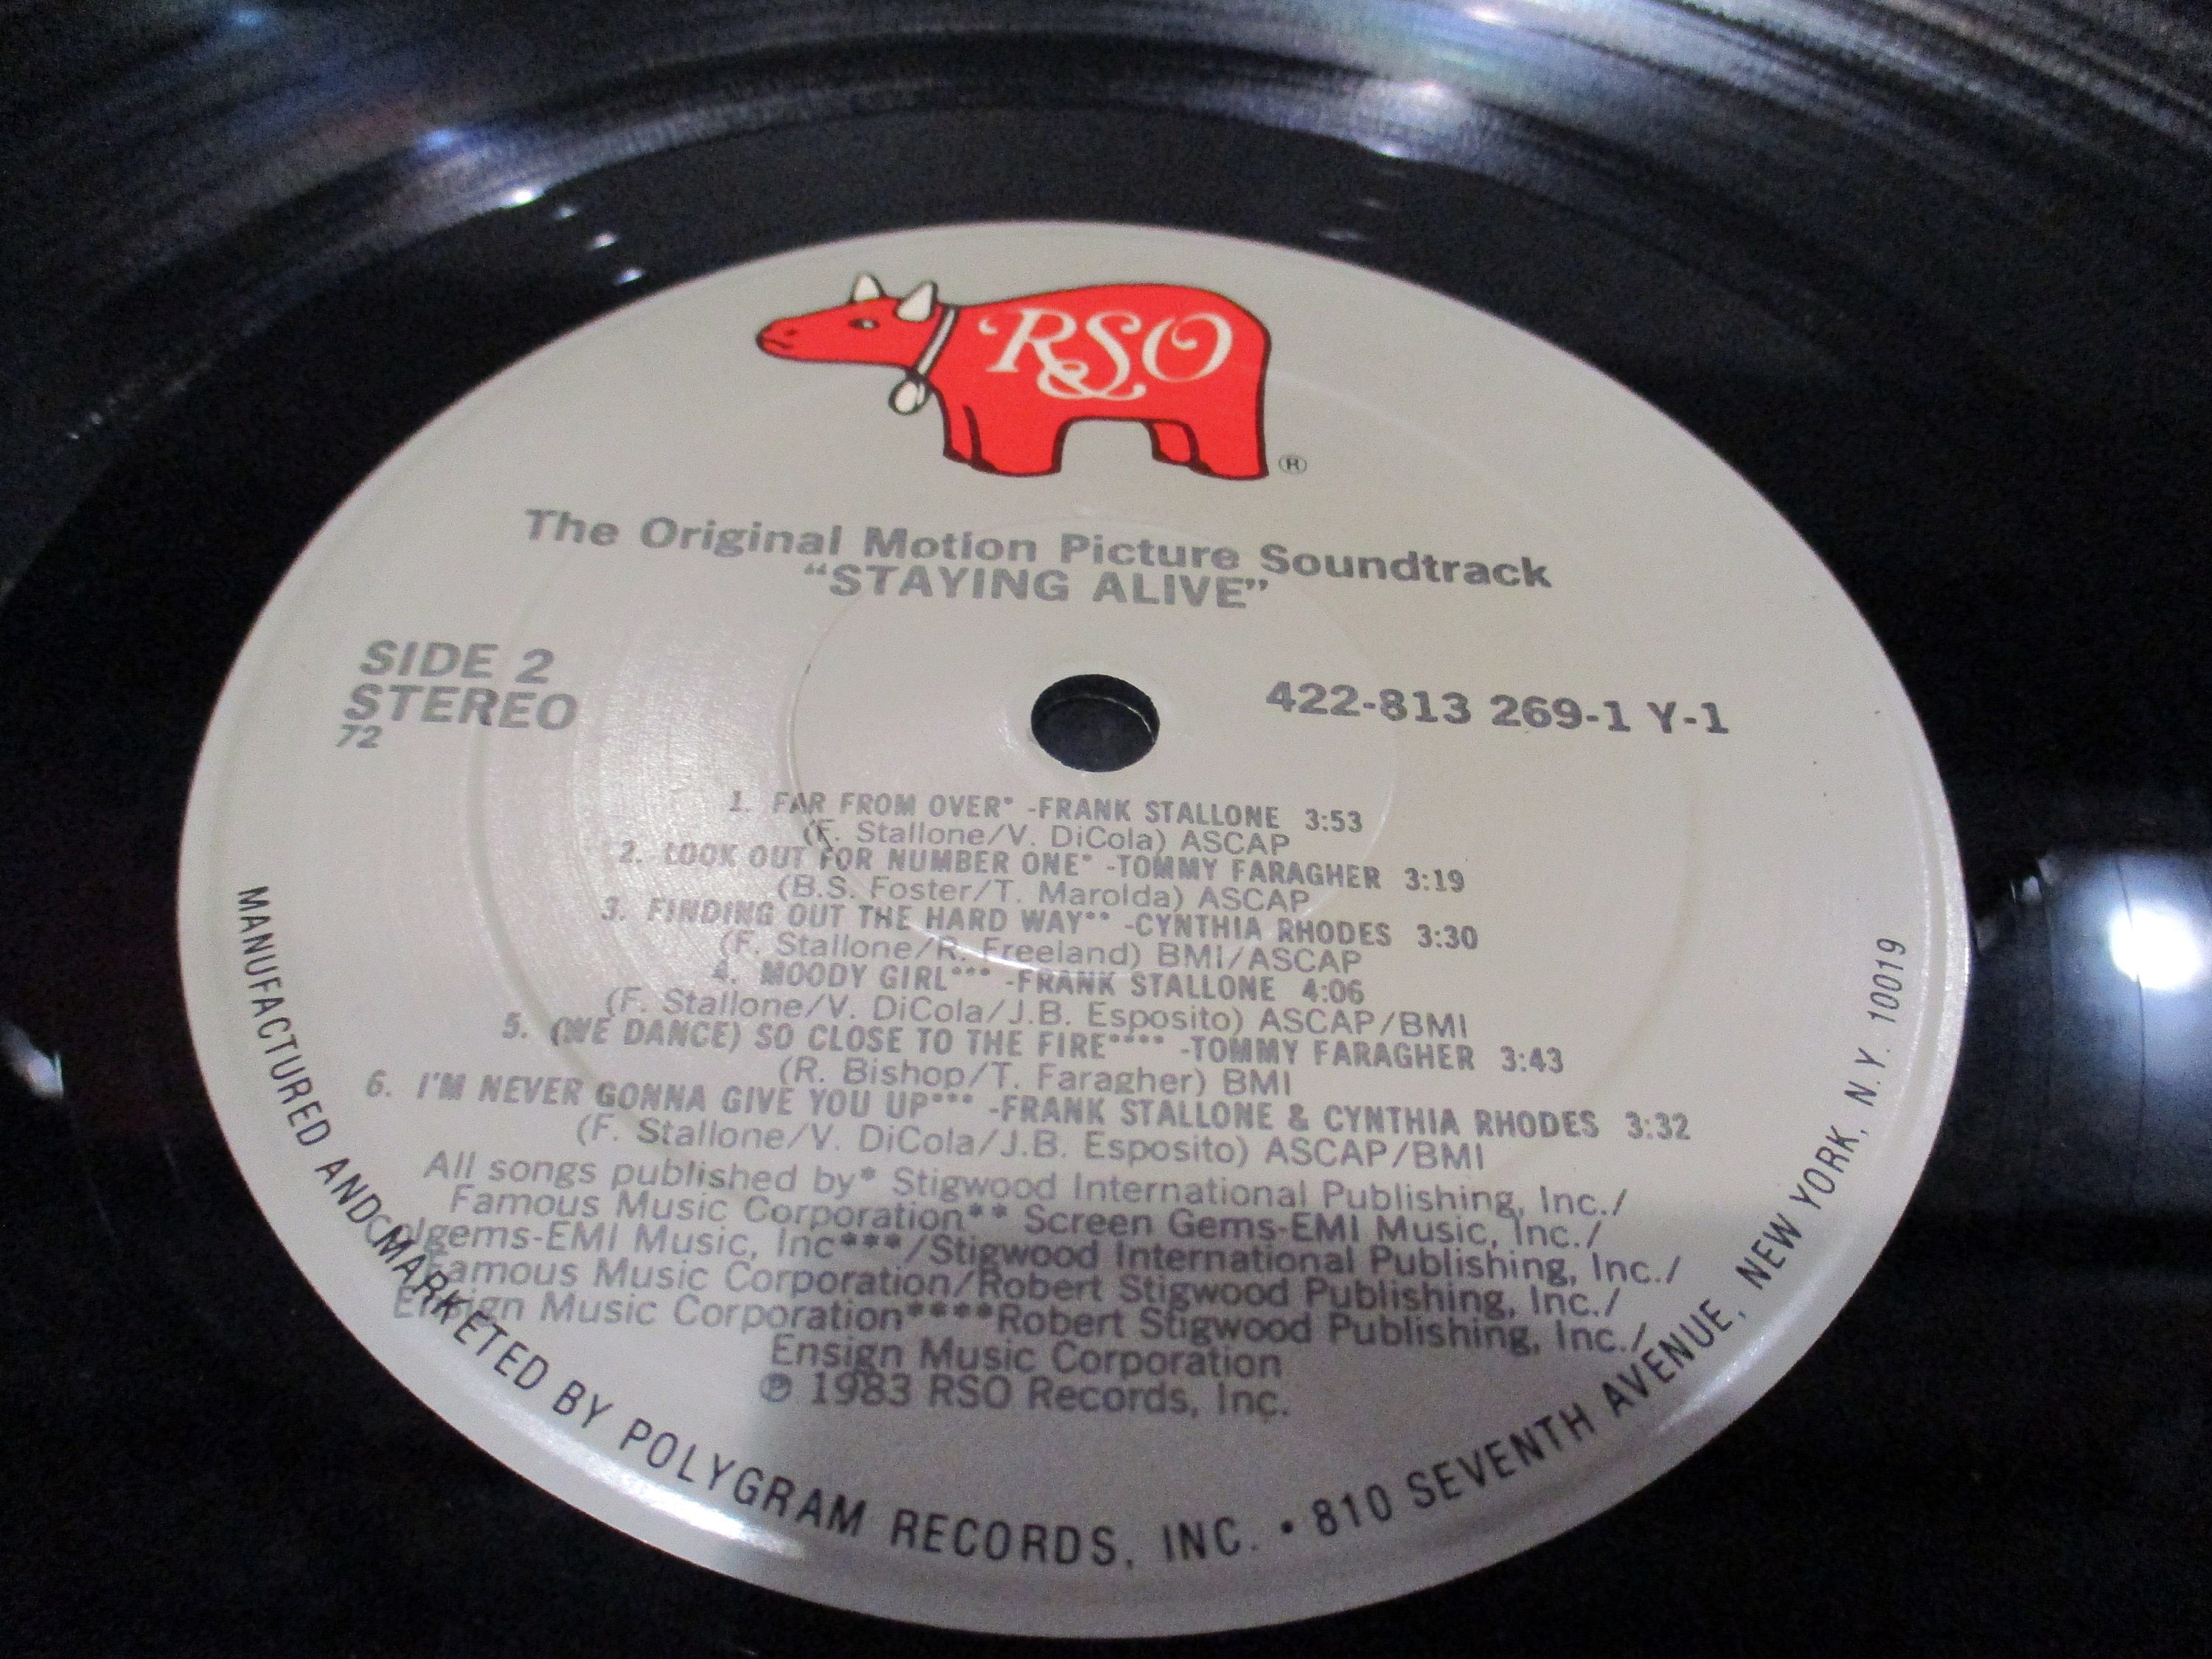 RSO
®
The Original Motion Picture Soundtrack
“STAYING ALIVE”
SIDE 2
STEREO
72
422-813 269-1 Y-1
1. FAR FROM OVER* -FRANK STALLONE 3:53
(F. Stallone/V. DiCola) ASCAP
2. LOOK OUT FOR NUMBER ONE* -TOMMY FARAGHER 3:19
(B.S. Foster/T. Marolda) ASCAP
3. FINDING OUT THE HARD WAY** -CYNTHIA RHODES 3:30
(F. Stallone/R. Freeland) BMI/ASCAP
4. MOODY GIRL*** -FRANK STALLONE 4:06
(F. Stallone/V. DiCola/J.B. Esposito) ASCAP/BMI
5. (WE DANCE) SO CLOSE TO THE FIRE**** -TOMMY FARAGHER 3:43
(R. Bishop/T. Faragher) BMI
6. I'M NEVER GONNA GIVE YOU UP*** -FRANK STALLONE & CYNTHIA RHODES 3:32
(F. Stallone/V. DiCola/J.B. Esposito) ASCAP/BMI
All songs published by* Stigwood International Publishing, Inc./
Famous Music Corporation** Screen Gems-EMI Music, Inc./
Colgems-EMI Music, Inc***/Stigwood International Publishing, Inc./
Famous Music Corporation/Robert Stigwood Publishing, Inc./
Ensign Music Corporation****Robert Stigwood Publishing, Inc./
Ensign Music Corporation
℗ 1983 RSO Records, Inc.
MANUFACTURED AND MARKETED BY POLYGRAM RECORDS, INC. • 810 SEVENTH AVENUE, NEW YORK, N.Y. 10019